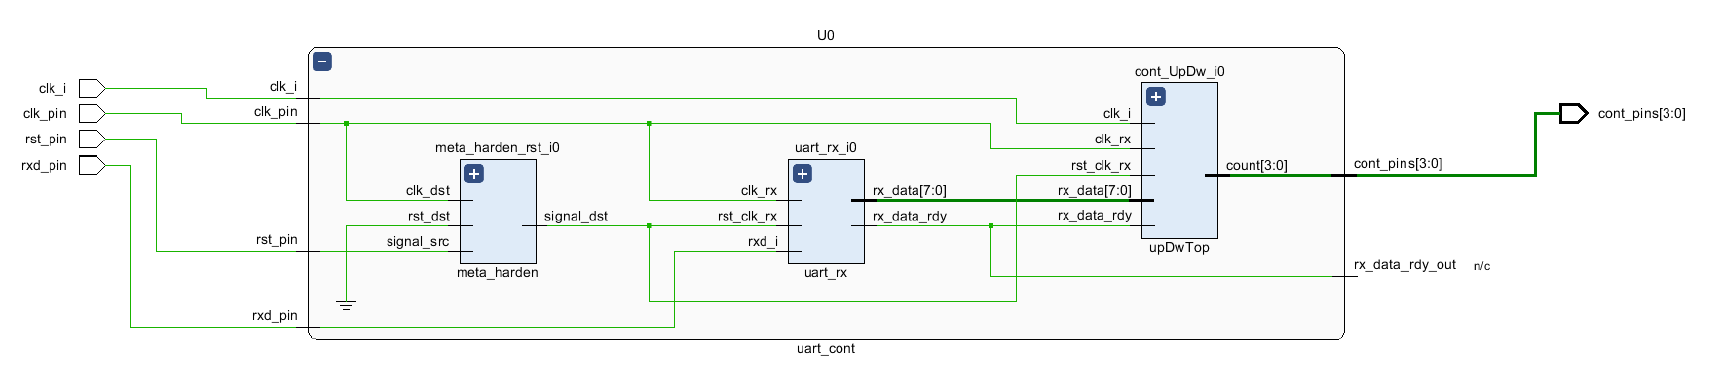 U0
cont_UpDw_i0
clk_i
clk_i
clk_pin
clk_pin
clk_i
rst_pin
clk_rx
meta_harden_rst_i0
uart_rx_i0
rxd_pin
rst_clk_rx
count[3:0]
cont_pins[3:0]
cont_pins[3:0]
clk_dst
clk_rx
rx_data[7:0]
rx_data[7:0]
rst_dst
signal_dst
rst_clk_rx
rx_data_rdy
rx_data_rdy
rst_pin
signal_src
rxd_i
upDwTop
meta_harden
uart_rx
rx_data_rdy_out n/c
rxd_pin
uart_cont